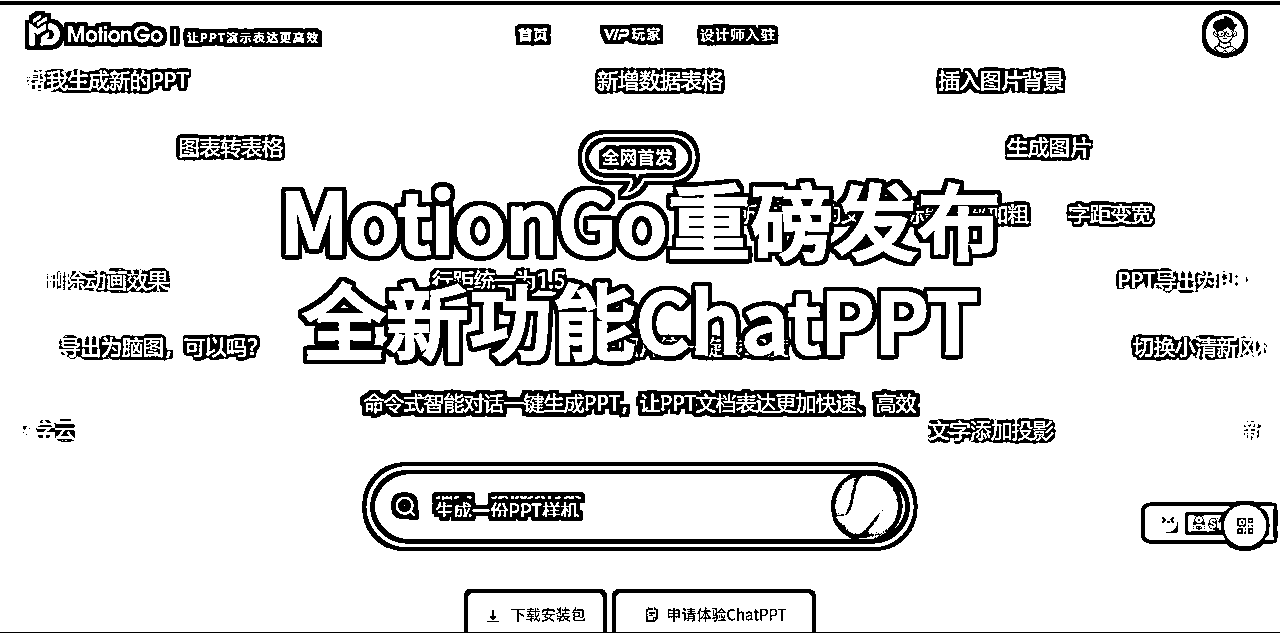 MotionGo | 让PPT演示表达更高效
首页
VIP玩家
设计师入驻
帮我生成新的PPT
新增数据表格
插入图片背景
图表转表格
全网首发
生成图片
MotionGo重磅发布
加粗
字距变宽
删除动画效果
行距统一为1.5
PPT导出为
全新功能ChatPPT
导出为脑图，可以吗？
切换小清新风
命令式智能对话一键生成PPT，让PPT文档表达更加快速、高效
文字添加投影
生成一份PPT样机
下载安装包
申请体验ChatPPT